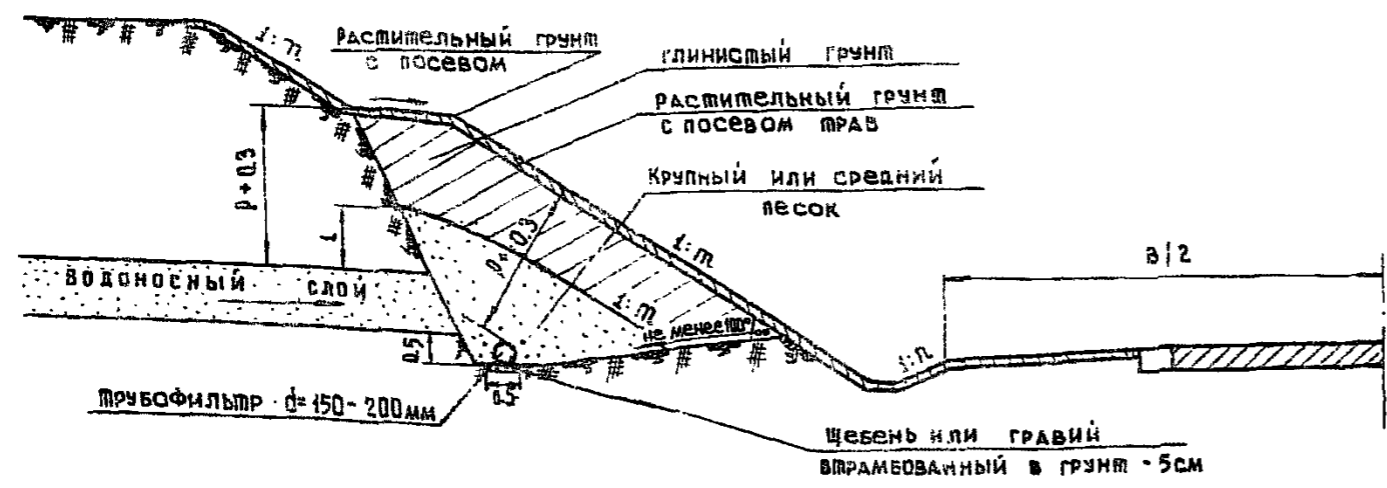 1:m
Растительный грунт
с посевом
глинистый грунт
Растительный грунт
с посевом трав
Крупный или средний
песок
р+0.3
1
рн+0.3
1:m
В/2
водоносный слой
1:m
не менее 100°/оо
1:n
0.5
0.5
Трубофильтр d=150-200мм
Щебень или гравий
втрамбованный в грунт - 5см